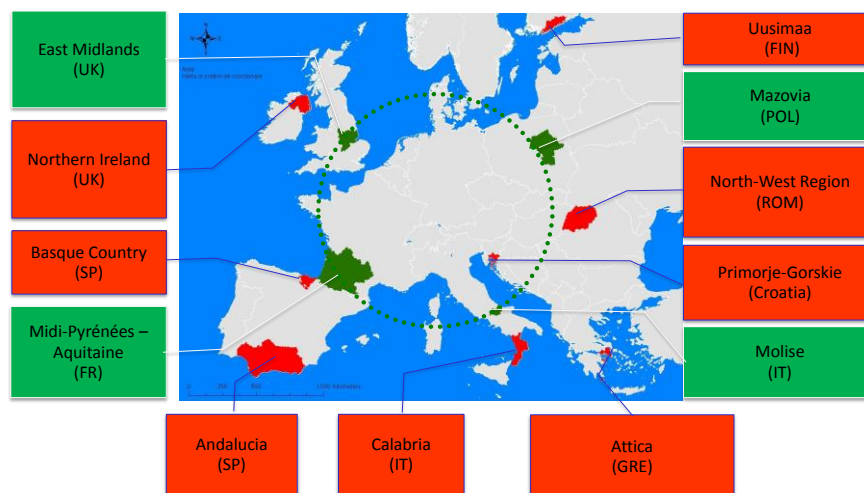 East Midlands
(UK)
Northern Ireland
(UK)
Basque Country
(SP)
Midi-Pyrénées –
Aquitaine
(FR)
Uusimaa
(FIN)
Mazovia
(POL)
North-West Region
(ROM)
Primorje-Gorskie
(Croatia)
Molise
(IT)
Andalucia
(SP)
Calabria
(IT)
Attica
(GRE)